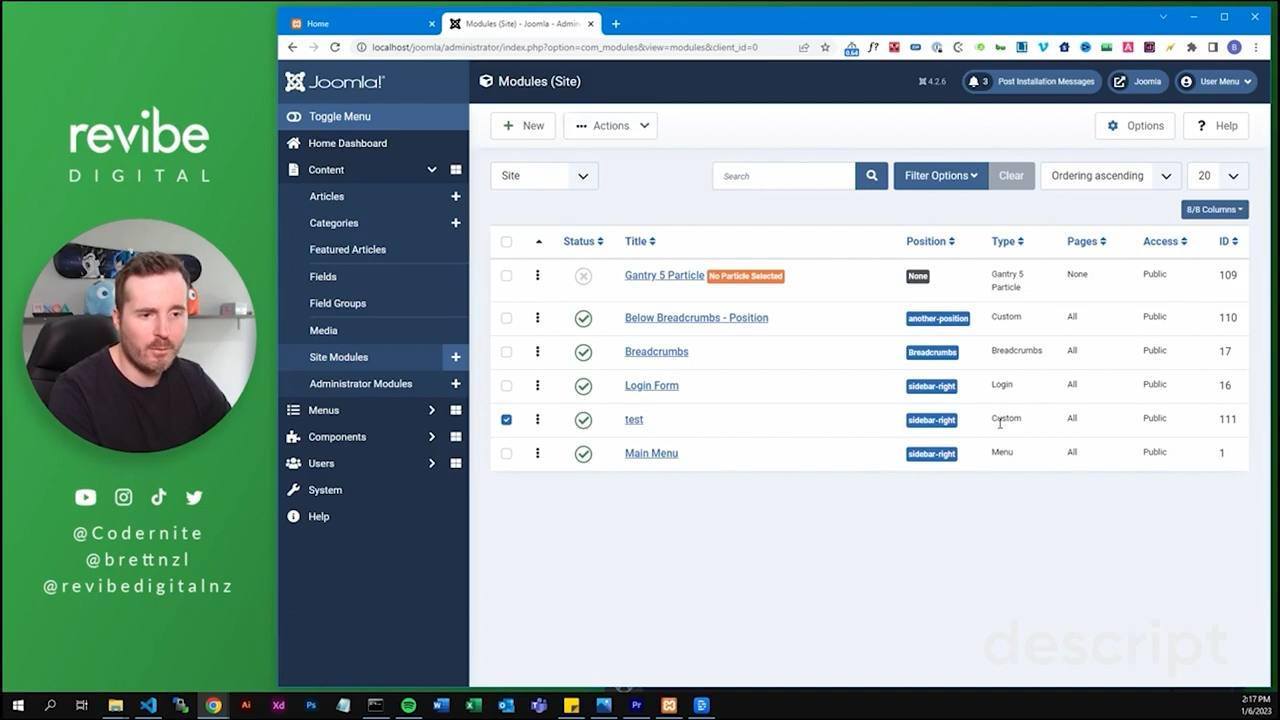 revibe
DIGITAL
@Codernite
@brettnzl
@revibedigitalnz
Home
Modules (Site) - Joomla - Admin
localhost/joomla/administrator/index.php?option=com_modules&view=modules&client_id=0
Joomla!
Modules (Site)
4.2.6
3 Post Installation Messages
Joomla
User Menu
Toggle Menu
Home Dashboard
Content
Articles
Categories
Featured Articles
Fields
Field Groups
Media
Site Modules
Administrator Modules
Menus
Components
Users
System
Help
New
Actions
Options
Help
Site
Search
Filter Options
Clear
Ordering ascending
20
8/8 Columns
Status Title Position Type Pages Access ID
Gantry 5 Particle No Particle Selected None Gantry 5 Particle None Public 109
Below Breadcrumbs - Position another-position Custom All Public 110
Breadcrumbs Breadcrumbs Breadcrumbs All Public 17
Login Form sidebar-right Login All Public 16
test sidebar-right Custom All Public 111
Main Menu sidebar-right Menu All Public 1
descript
2:17 PM
1/6/2023